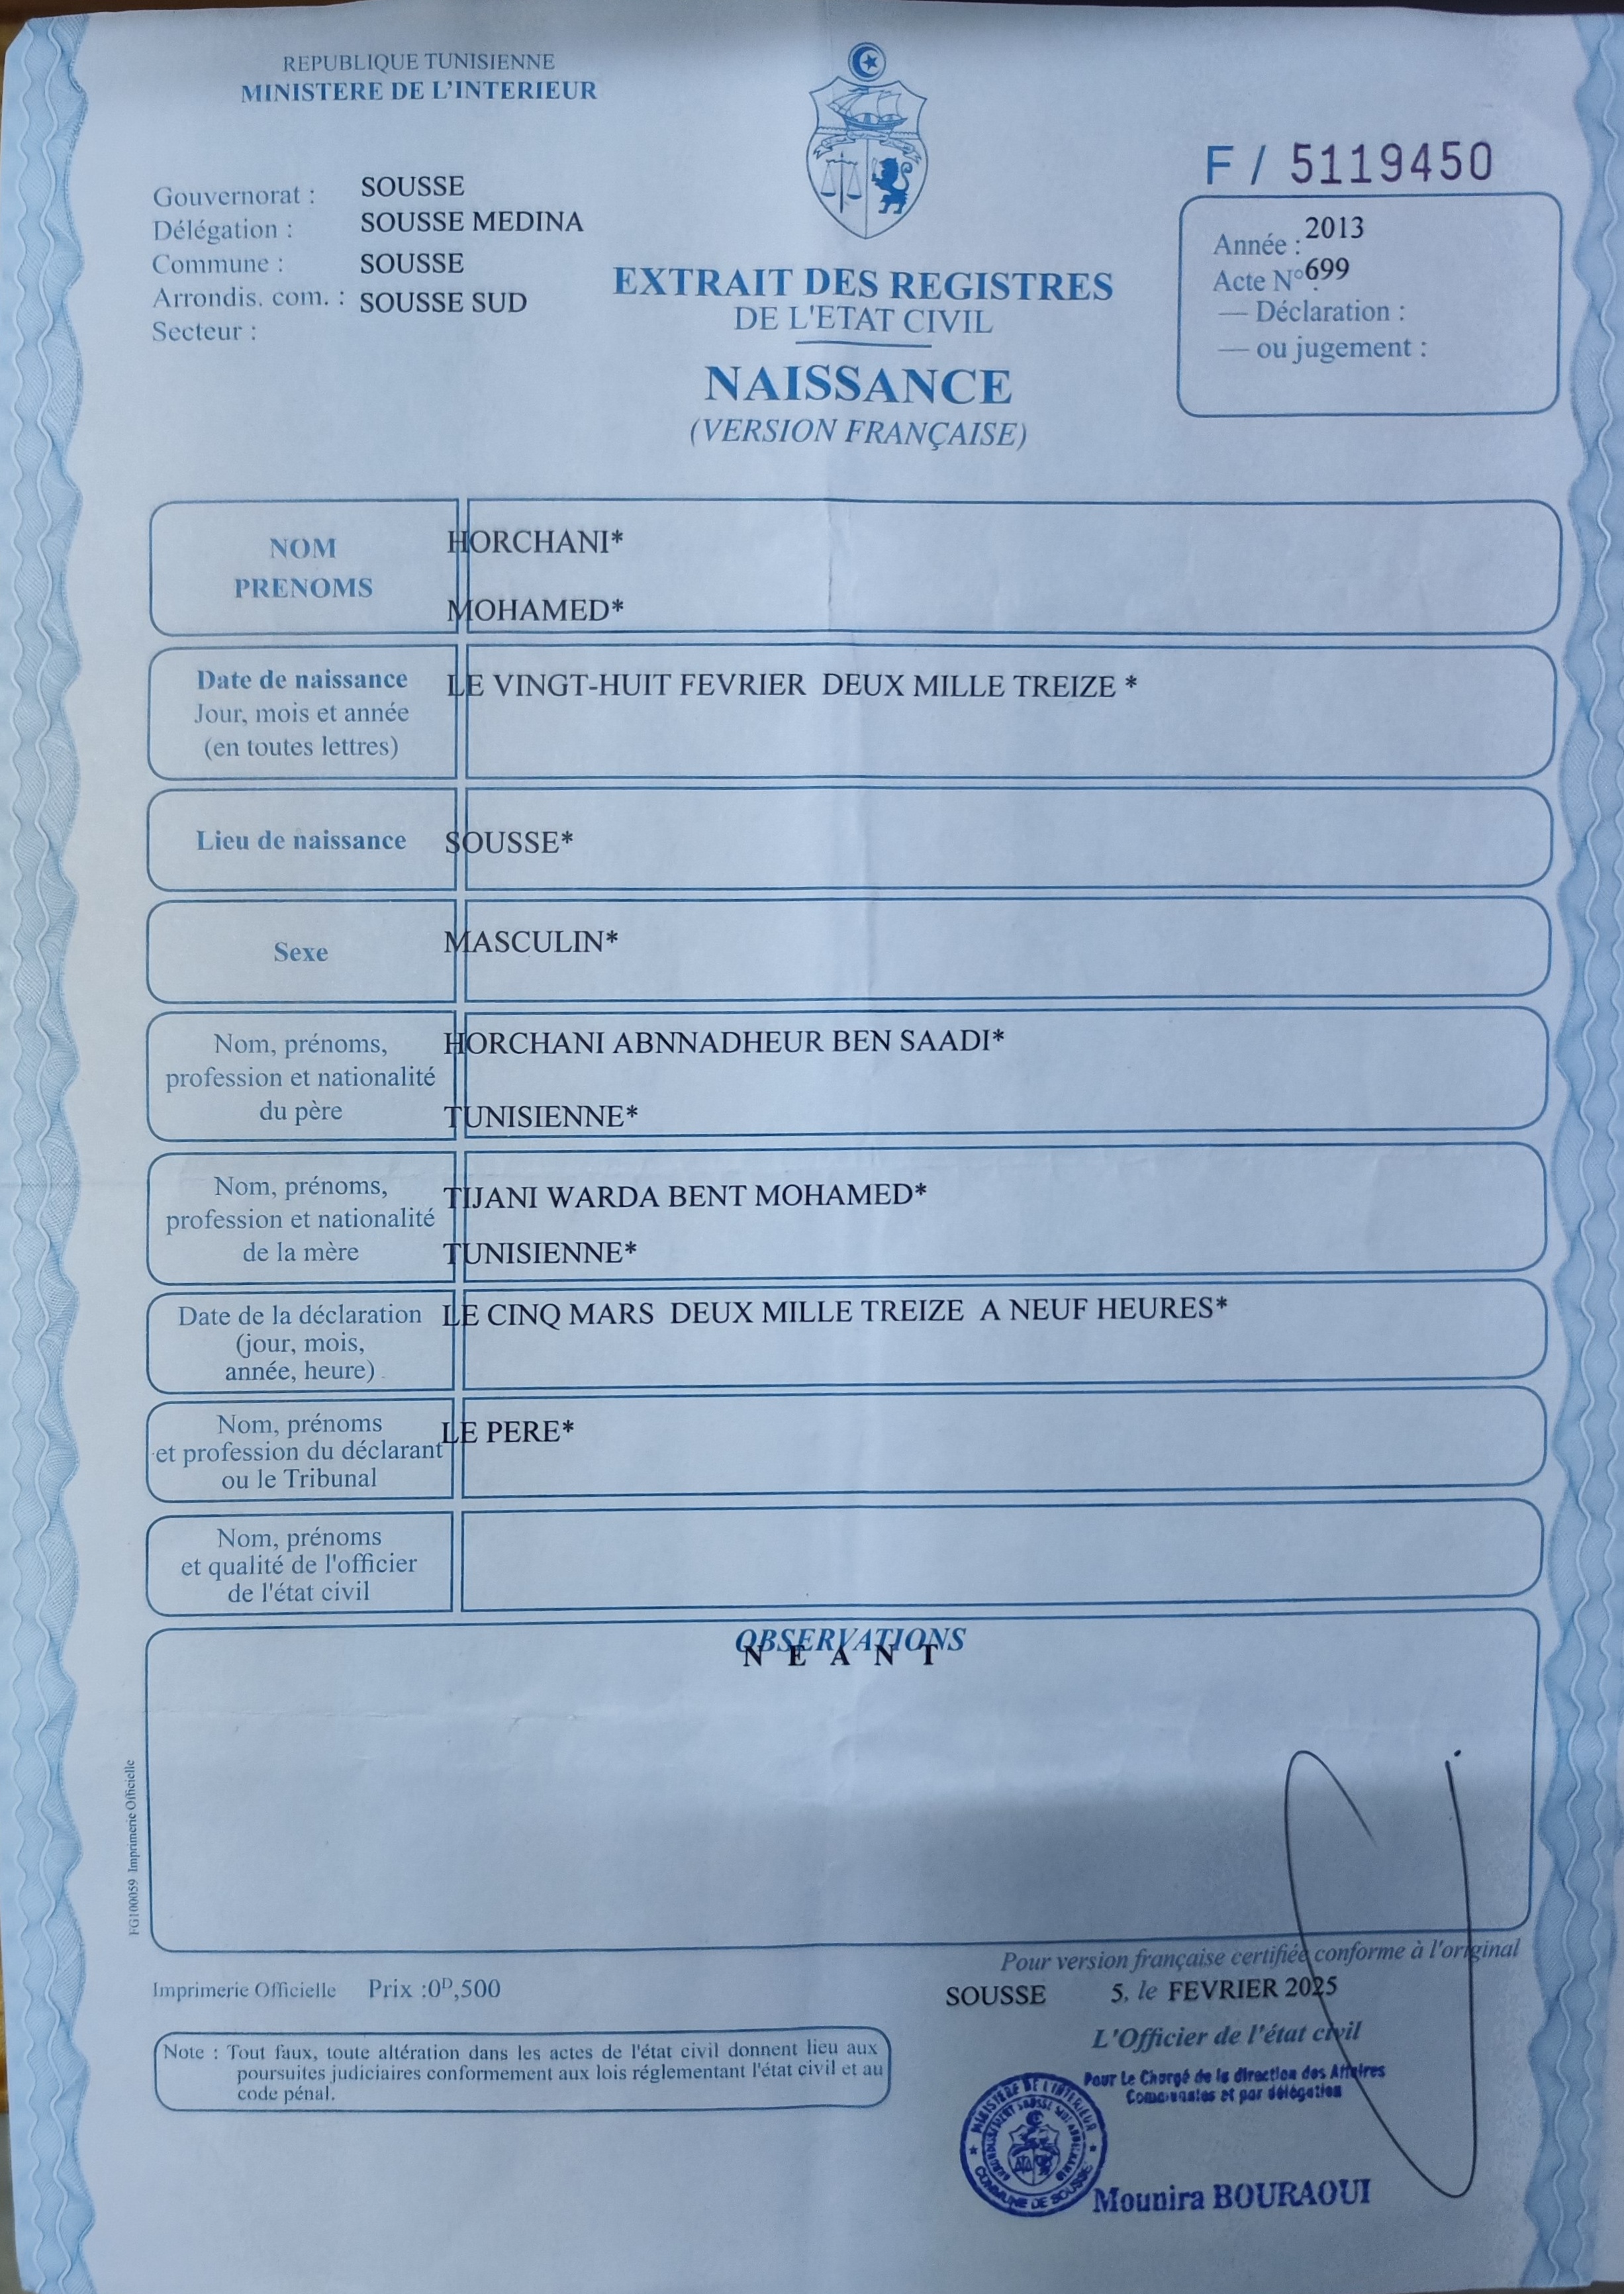 REPUBLIQUE TUNISIENNE
MINISTERE DE L'INTERIEUR
Gouvernorat : SOUSSE
Délégation : SOUSSE MEDINA
Commune : SOUSSE
Arrondis. com. : SOUSSE SUD
Secteur :
F / 5119450
Année : 2013
Acte N° 699
— Déclaration :
— ou jugement :
EXTRAIT DES REGISTRES
DE L'ETAT CIVIL
NAISSANCE
(VERSION FRANÇAISE)
NOM
PRENOMS
HORCHANI*
MOHAMED*
Date de naissance
Jour, mois et année
(en toutes lettres)
LE VINGT-HUIT FEVRIER DEUX MILLE TREIZE *
Lieu de naissance
SOUSSE*
Sexe
MASCULIN*
Nom, prénoms,
profession et nationalité
du père
HORCHANI ABNNADHEUR BEN SAADI*
TUNISIENNE*
Nom, prénoms,
profession et nationalité
de la mère
TIJANI WARDA BENT MOHAMED*
TUNISIENNE*
Date de la déclaration
(jour, mois,
année, heure)
LE CINQ MARS DEUX MILLE TREIZE A NEUF HEURES*
Nom, prénoms
et profession du déclarant
ou le Tribunal
LE PERE*
Nom, prénoms
et qualité de l'officier
de l'état civil
OBSERVATIONS
N E A N T
FG100059 Imprimerie Officielle
Pour version française certifiée conforme à l'original
Imprimerie Officielle Prix :0ᴰ,500
SOUSSE 5, le FEVRIER 2025
L'Officier de l'état civil
Note : Tout faux, toute altération dans les actes de l'état civil donnent lieu aux
poursuites judiciaires conformement aux lois réglementant l'état civil et au
code pénal.
Pour Le Chargé de la direction des Affaires
Communales et par délégation
MINISTERE DE L'INTERIEUR
COMMUNE DE SOUSSE
Mounira BOURAOUI